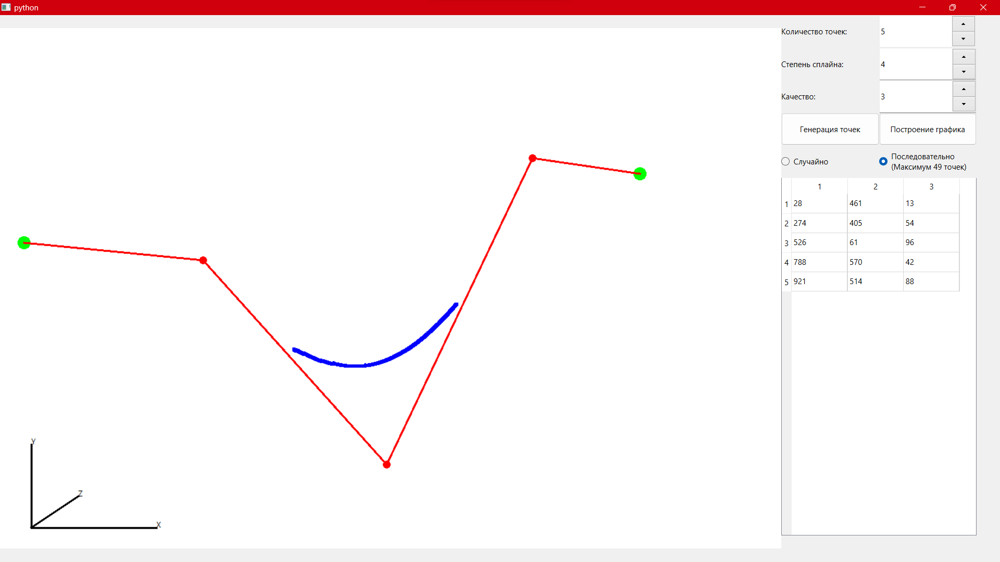 python
Количество точек:
5
Степень сплайна:
4
Качество:
3
Генерация точек
Построение графика
Случайно
Последовательно
(Максимум 49 точек)
1 2 3
1 28 461 13
2 274 405 54
3 526 61 96
4 788 570 42
5 921 514 88
Y
Z
X